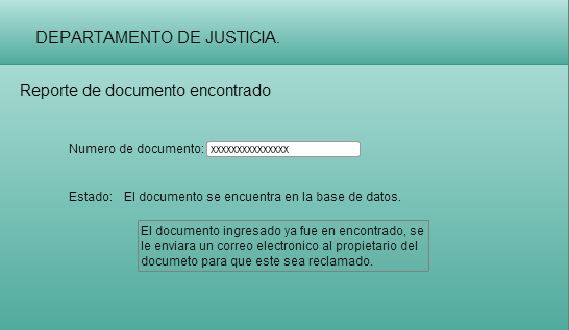 DEPARTAMENTO DE JUSTICIA.
Reporte de documento encontrado
Numero de documento: xxxxxxxxxxxxxxx
Estado: El documento se encuentra en la base de datos.
El documento ingresado ya fue en encontrado, se
le enviara un correo electronico al propietario del
documeto para que este sea reclamado.